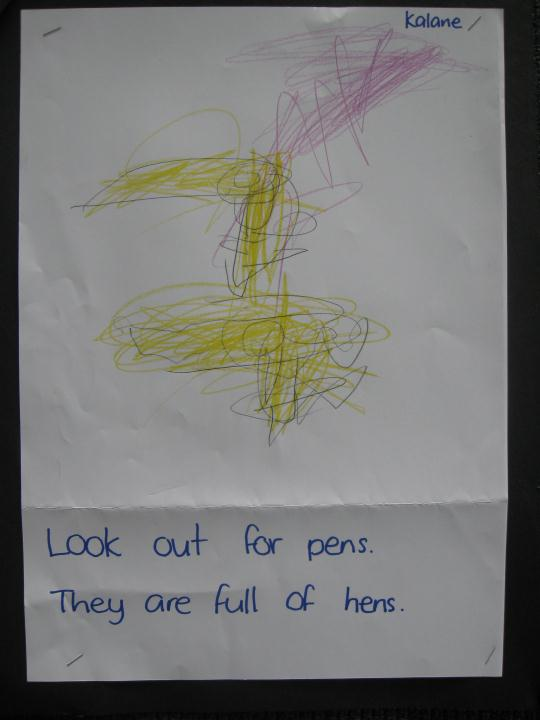 Kalane
Look out for pens.
They are full of hens.